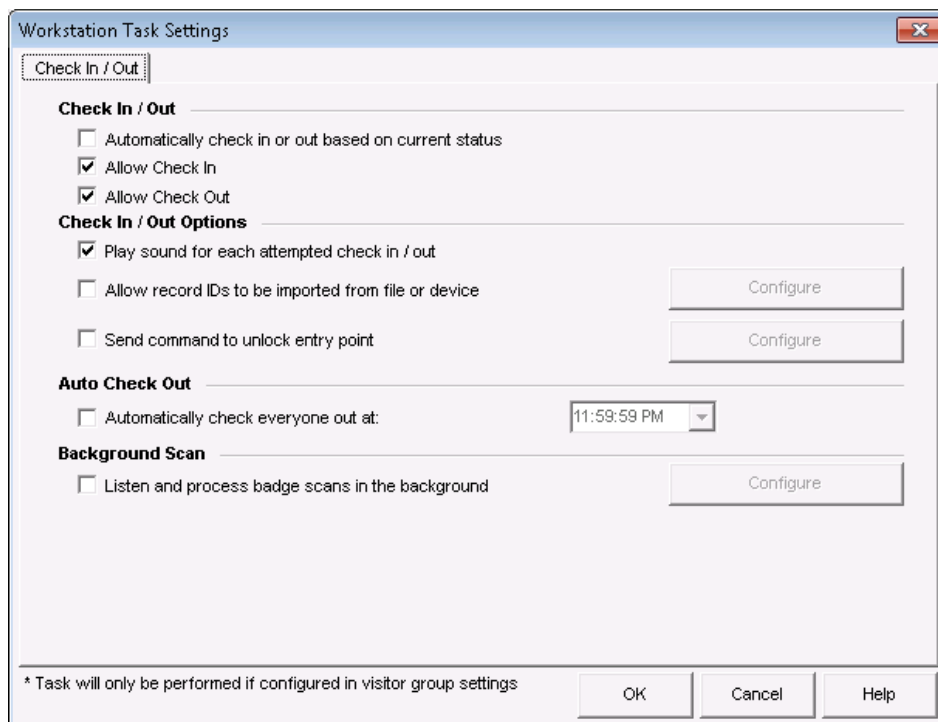 Workstation Task Settings
Check In / Out
Check In / Out
Automatically check in or out based on current status
Allow Check In
Allow Check Out
Check In / Out Options
Play sound for each attempted check in / out
Allow record IDs to be imported from file or device Configure
Send command to unlock entry point Configure
Auto Check Out
Automatically check everyone out at: 11:59:59 PM
Background Scan
Listen and process badge scans in the background Configure
* Task will only be performed if configured in visitor group settings OK Cancel Help